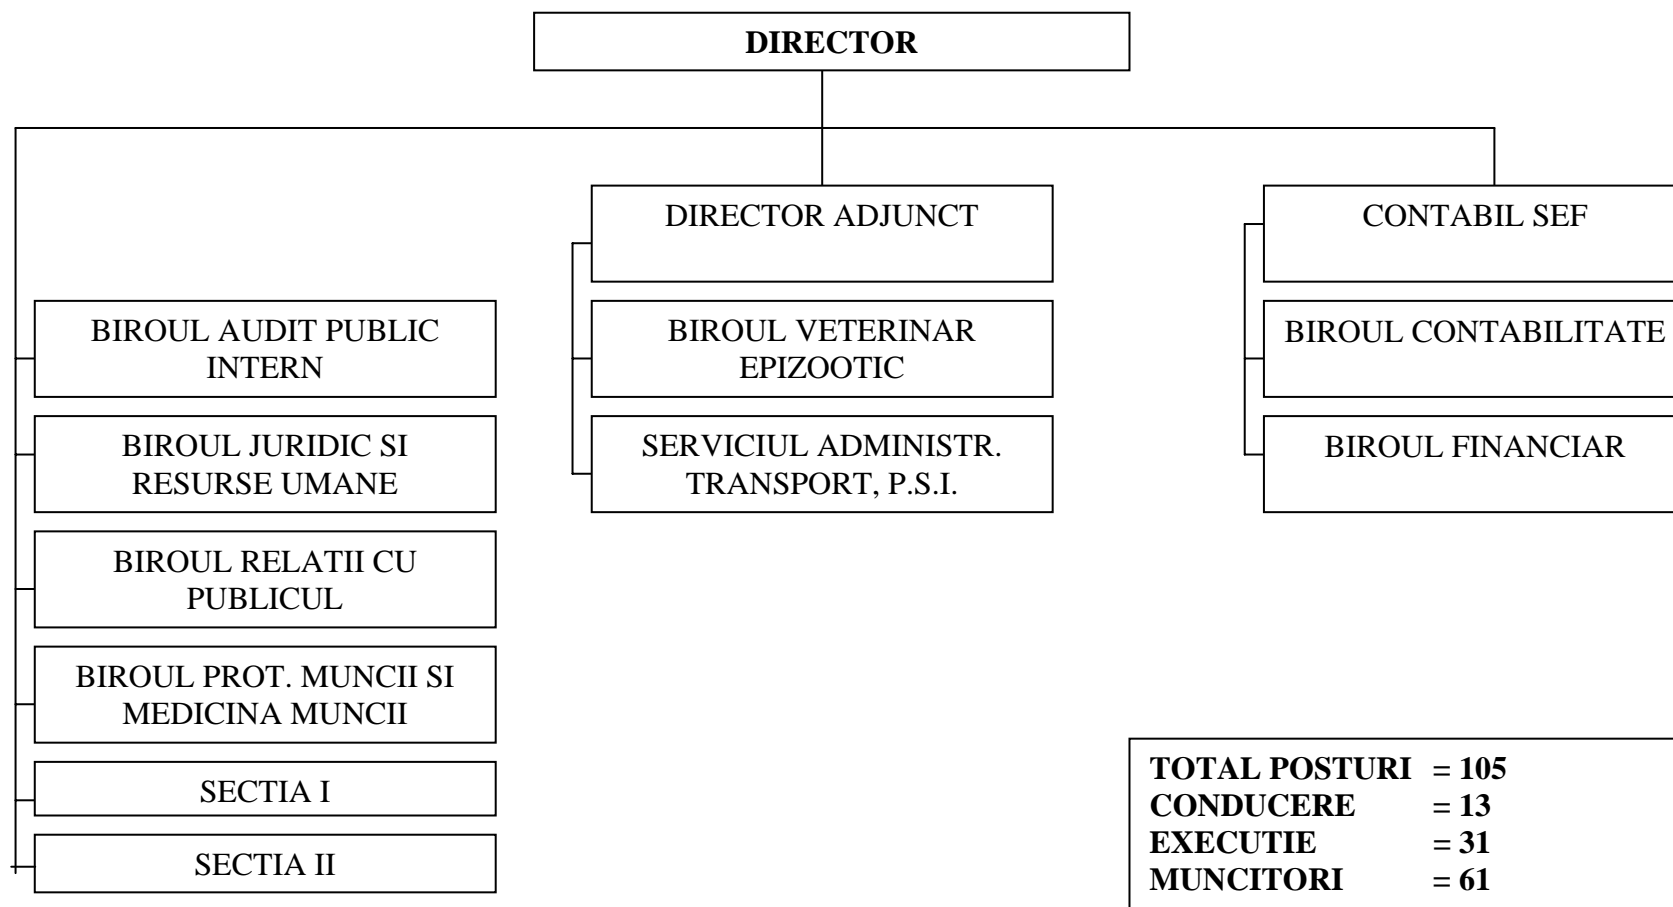 DIRECTOR
DIRECTOR ADJUNCT
CONTABIL SEF
BIROUL AUDIT PUBLIC
INTERN
BIROUL VETERINAR
EPIZOOTIC
BIROUL CONTABILITATE
BIROUL JURIDIC SI
RESURSE UMANE
SERVICIUL ADMINISTR.
TRANSPORT, P.S.I.
BIROUL FINANCIAR
BIROUL RELATII CU
PUBLICUL
BIROUL PROT. MUNCII SI
MEDICINA MUNCII
SECTIA I
SECTIA II
TOTAL POSTURI = 105
CONDUCERE = 13
EXECUTIE = 31
MUNCITORI = 61